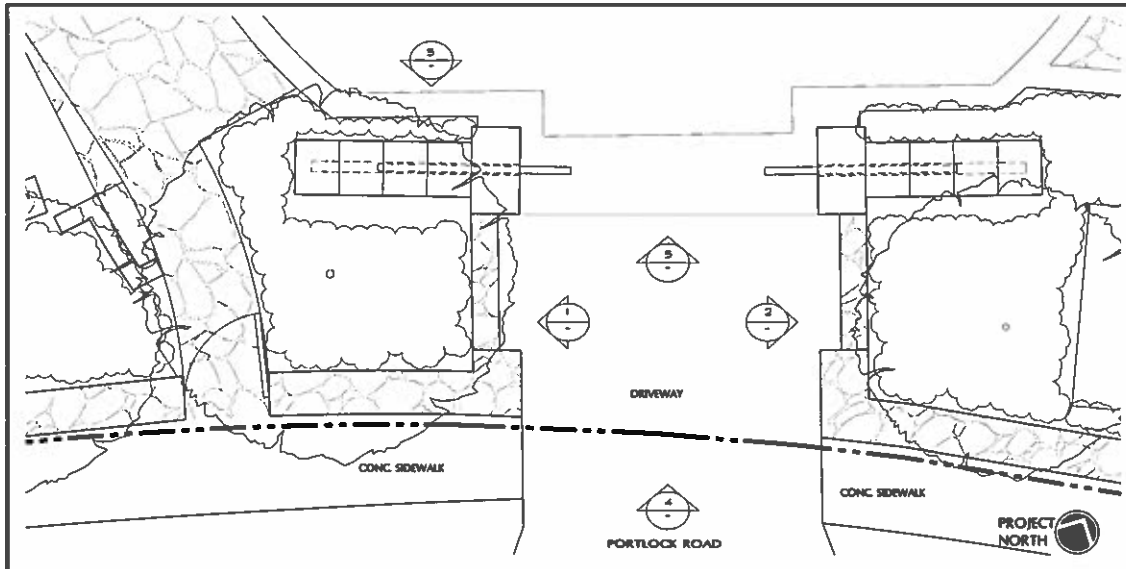 5
-
5
-
1
-
2
-
DRIVEWAY
CONC. SIDEWALK
CONC. SIDEWALK
4
-
PORTLOCK ROAD
PROJECT
NORTH